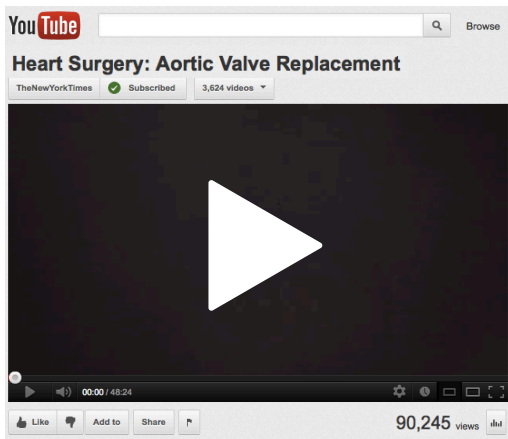 YouTube
Browse
Heart Surgery: Aortic Valve Replacement
TheNewYorkTimes Subscribed 3,624 videos
00:00 / 48:24
Like Add to Share 90,245 views